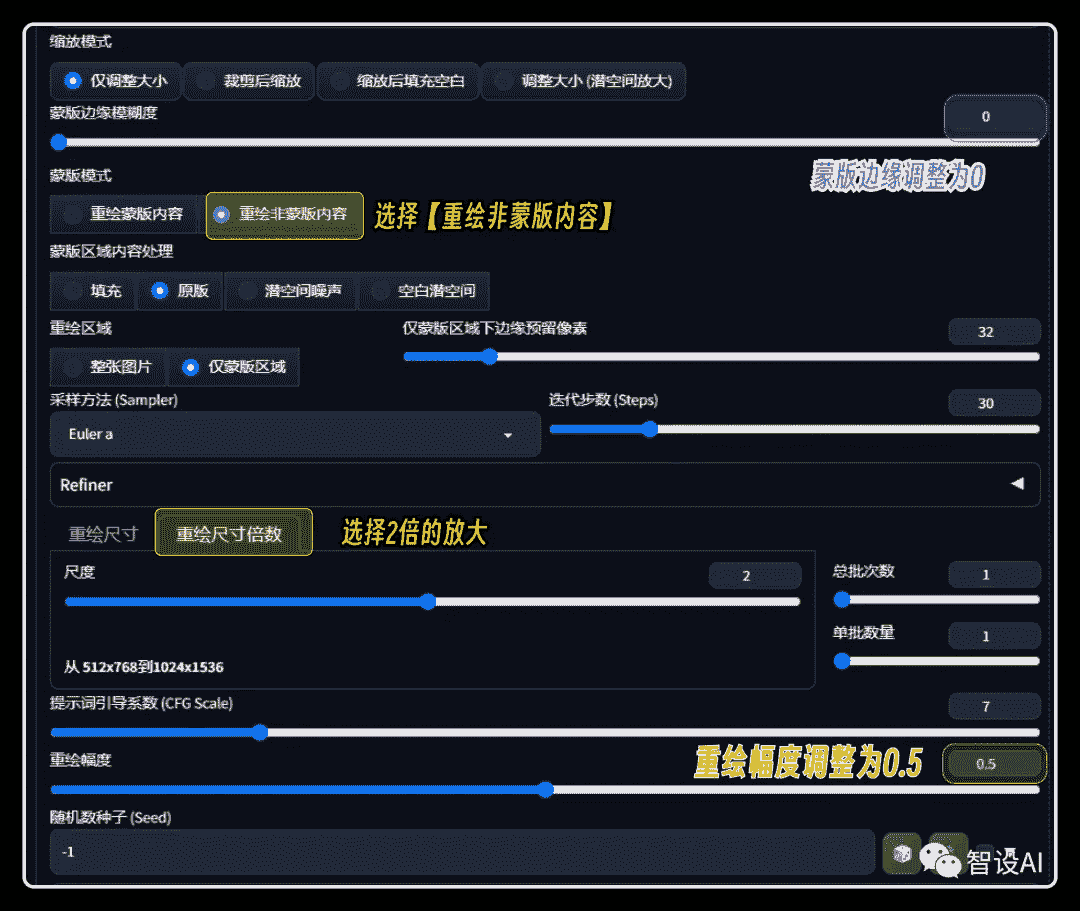 缩放模式
仅调整大小 裁剪后缩放 缩放后填充空白 调整大小 (潜空间放大)
蒙版边缘模糊度
0
蒙版边缘调整为0
蒙版模式
重绘蒙版内容 重绘非蒙版内容 选择【重绘非蒙版内容】
蒙版区域内容处理
填充 原版 潜空间噪声 空白潜空间
重绘区域 仅蒙版区域下边缘预留像素 32
整张图片 仅蒙版区域
采样方法 (Sampler) 迭代步数 (Steps) 30
Euler a
Refiner
重绘尺寸 重绘尺寸倍数 选择2倍的放大
尺度 2 总批次数 1
单批数量 1
从 512x768到1024x1536
提示词引导系数 (CFG Scale) 7
重绘幅度 重绘幅度调整为0.5 0.5
随机数种子 (Seed)
-1
智设AI